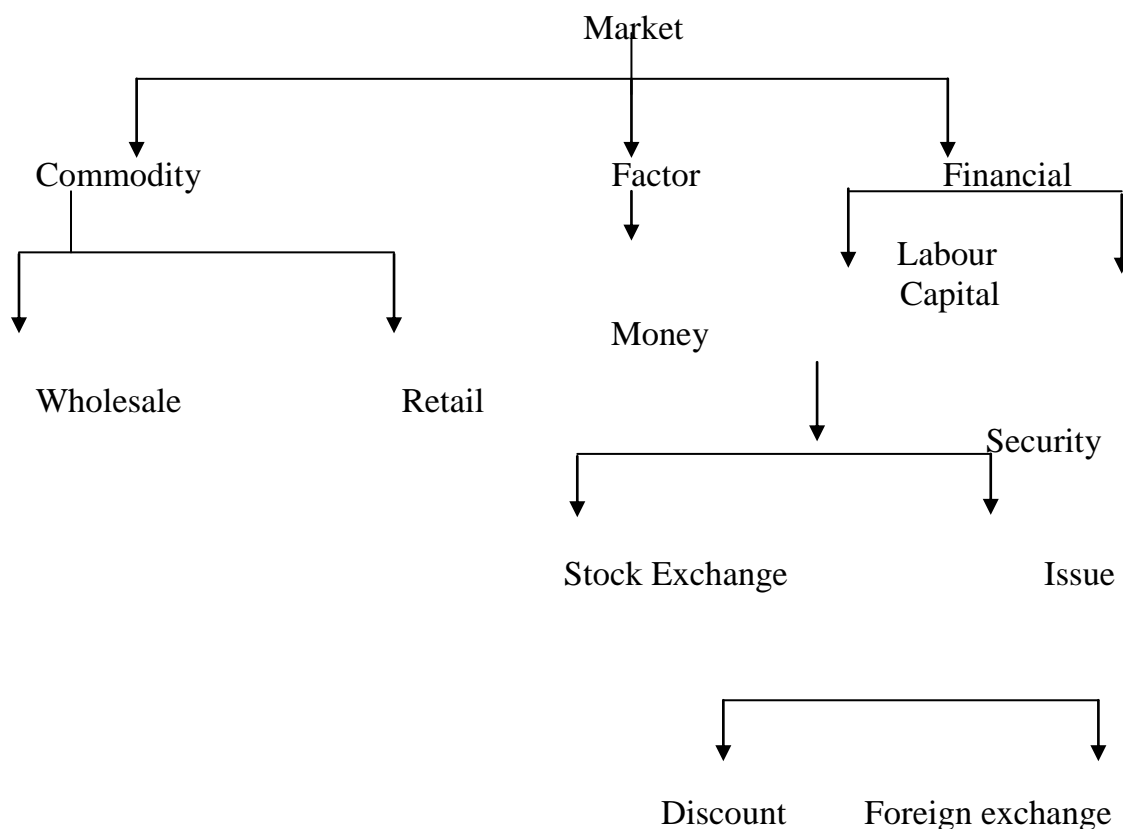 Market
Commodity Factor Financial
Labour
Capital
Money
Wholesale Retail
Security
Stock Exchange Issue
Discount Foreign exchange